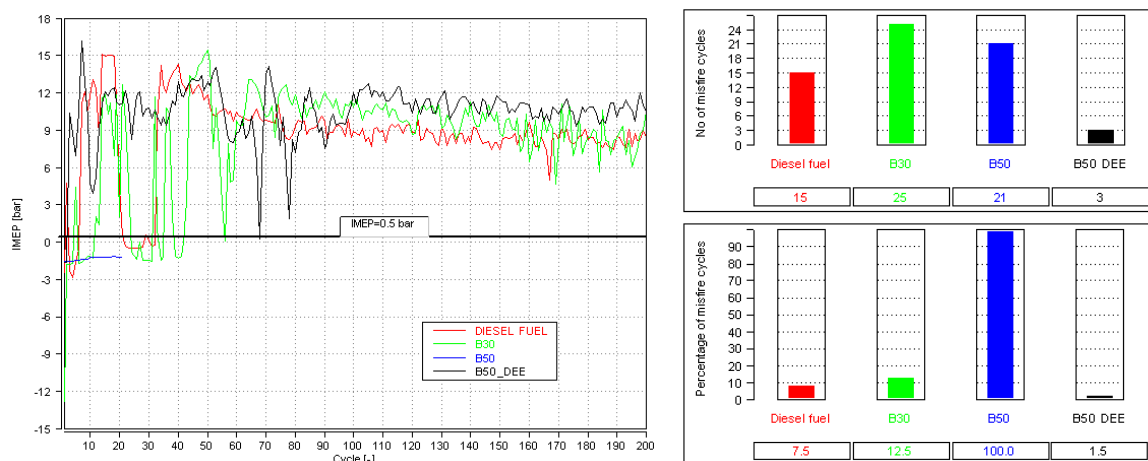 18
15
12
9
6
3
0
-3
-6
-9
-12
-15
IMEP [bar]
IMEP=0.5 bar
DIESEL FUEL
B30
B50
B50_DEE
10 20 30 40 50 60 70 80 90 100 110 120 130 140 150 160 170 180 190 200
Cycle [-]
No of misfire cycles
24
21
18
15
12
9
6
3
0
Diesel fuel B30 B50 B50 DEE
15 25 21 3
Percentage of misfire cycles
90
80
70
60
50
40
30
20
10
0
Diesel fuel B30 B50 B50 DEE
7.5 12.5 100.0 1.5